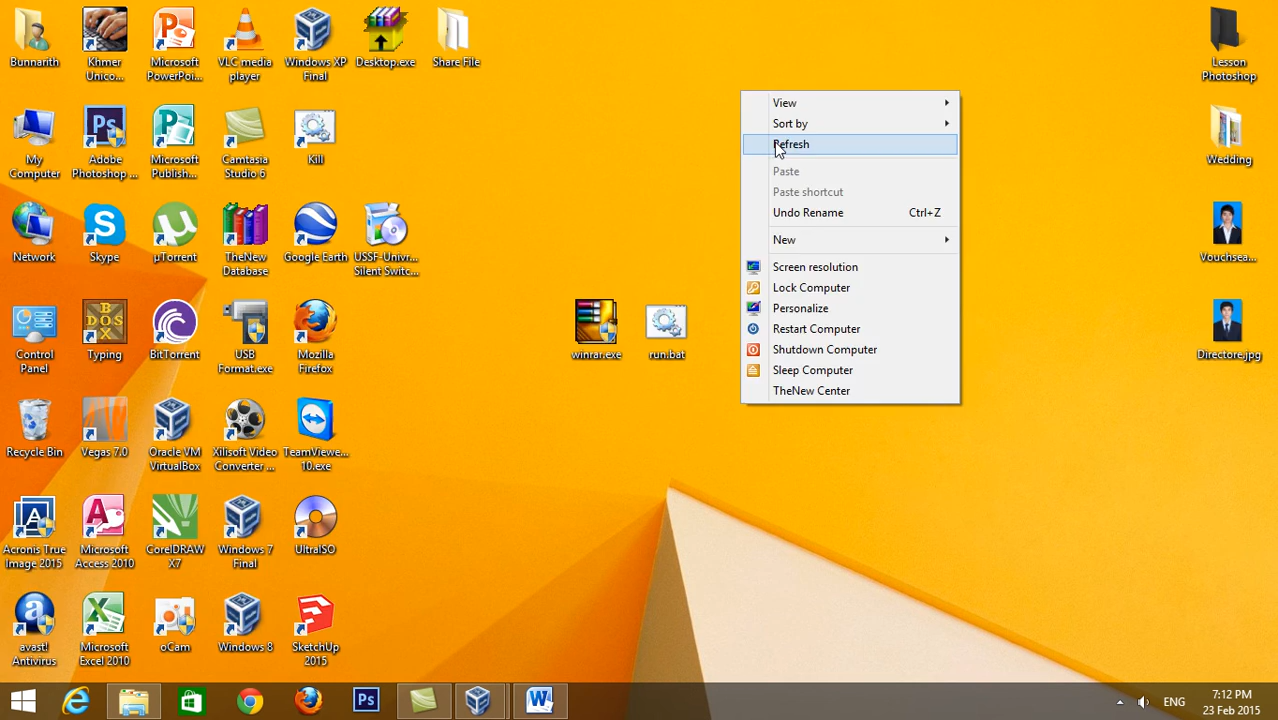 Bunnarith
Khmer
Unico...
Microsoft
PowerPoi...
VLC media
player
Windows XP
Final
Desktop.exe
Share File
Lesson
Photoshop
My
Computer
Adobe
Photoshop ...
Microsoft
Publish...
Camtasia
Studio 6
Kill
Wedding
Network
Skype
µTorrent
TheNew
Database
Google Earth
USSF-Univr...
Silent Switc...
Vouchsea...
Control
Panel
BOSX
Typing
BitTorrent
USB
Format.exe
Mozilla
Firefox
winrar.exe
run.bat
Directore.jpg
Recycle Bin
Vegas 7.0
Oracle VM
VirtualBox
Xilisoft Video
Converter ...
TeamViewe...
10.exe
Acronis True
Image 2015
Microsoft
Access 2010
CorelDRAW
X7
Windows 7
Final
UltraISO
avast!
Antivirus
Microsoft
Excel 2010
oCam
Windows 8
SketchUp
2015
View
Sort by
Refresh
Paste
Paste shortcut
Undo Rename Ctrl+Z
New
Screen resolution
Lock Computer
Personalize
Restart Computer
Shutdown Computer
Sleep Computer
TheNew Center
Ps
ENG
7:12 PM
23 Feb 2015